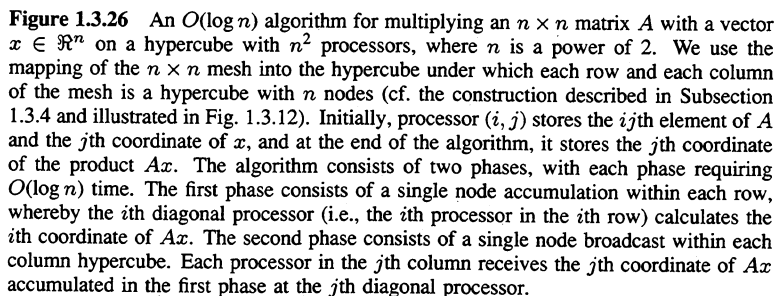 Figure 1.3.26 An O(log n) algorithm for multiplying an n × n matrix A with a vector
x ∈ ℜⁿ on a hypercube with n² processors, where n is a power of 2. We use the
mapping of the n × n mesh into the hypercube under which each row and each column
of the mesh is a hypercube with n nodes (cf. the construction described in Subsection
1.3.4 and illustrated in Fig. 1.3.12). Initially, processor (i, j) stores the ijth element of A
and the jth coordinate of x, and at the end of the algorithm, it stores the jth coordinate
of the product Ax. The algorithm consists of two phases, with each phase requiring
O(log n) time. The first phase consists of a single node accumulation within each row,
whereby the ith diagonal processor (i.e., the ith processor in the ith row) calculates the
ith coordinate of Ax. The second phase consists of a single node broadcast within each
column hypercube. Each processor in the jth column receives the jth coordinate of Ax
accumulated in the first phase at the jth diagonal processor.